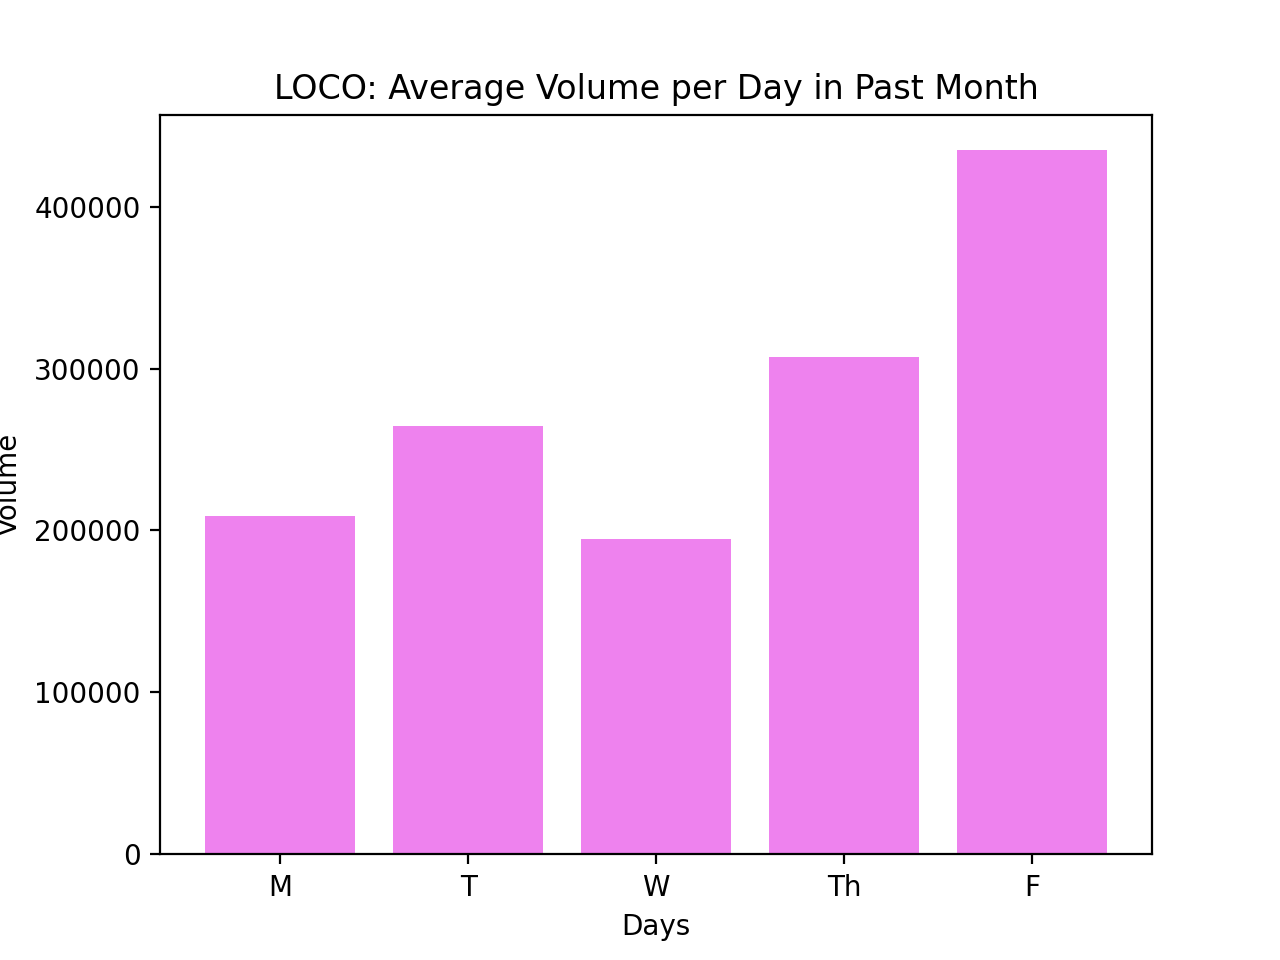 LOCO: Average Volume per Day in Past Month
400000
300000
200000
100000
0
Volume
M T W Th F
Days